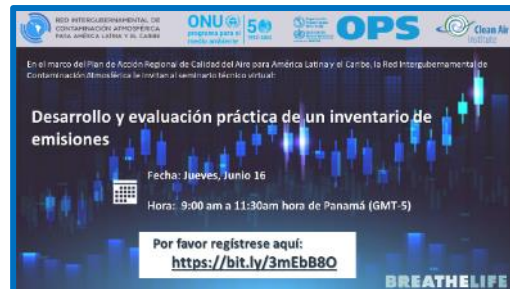 RED INTERGUBERNAMENTAL DE
CONTAMINACIÓN ATMOSFÉRICA
PARA AMÉRICA LATINA Y EL CARIBE
ONU
programa para el
medio ambiente
50
OPS
Clean Air
Institute
En el marco del Plan de Acción Regional de Calidad del Aire para América Latina y el Caribe, la Red Intergubernamental de
Contaminación Atmosférica le invitan al seminario técnico virtual:
Desarrollo y evaluación práctica de un inventario de
emisiones
Fecha: Jueves, Junio 16
Hora: 9:00 am a 11:30am hora de Panamá (GMT-5)
Por favor regístrese aquí:
https://bit.ly/3mEbB8O
BREATHELIFE